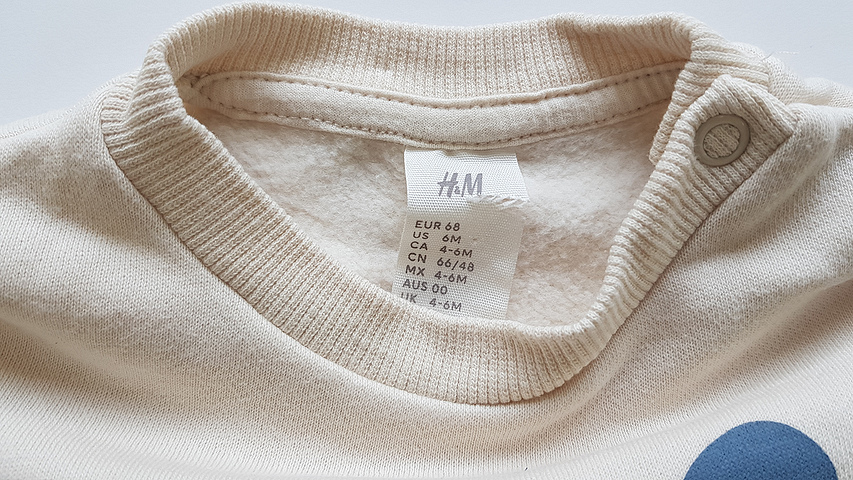 H&M
EUR 68
US 6M
CA 4-6M
CN 66/48
MX 4-6M
AUS 00
UK 4-6M